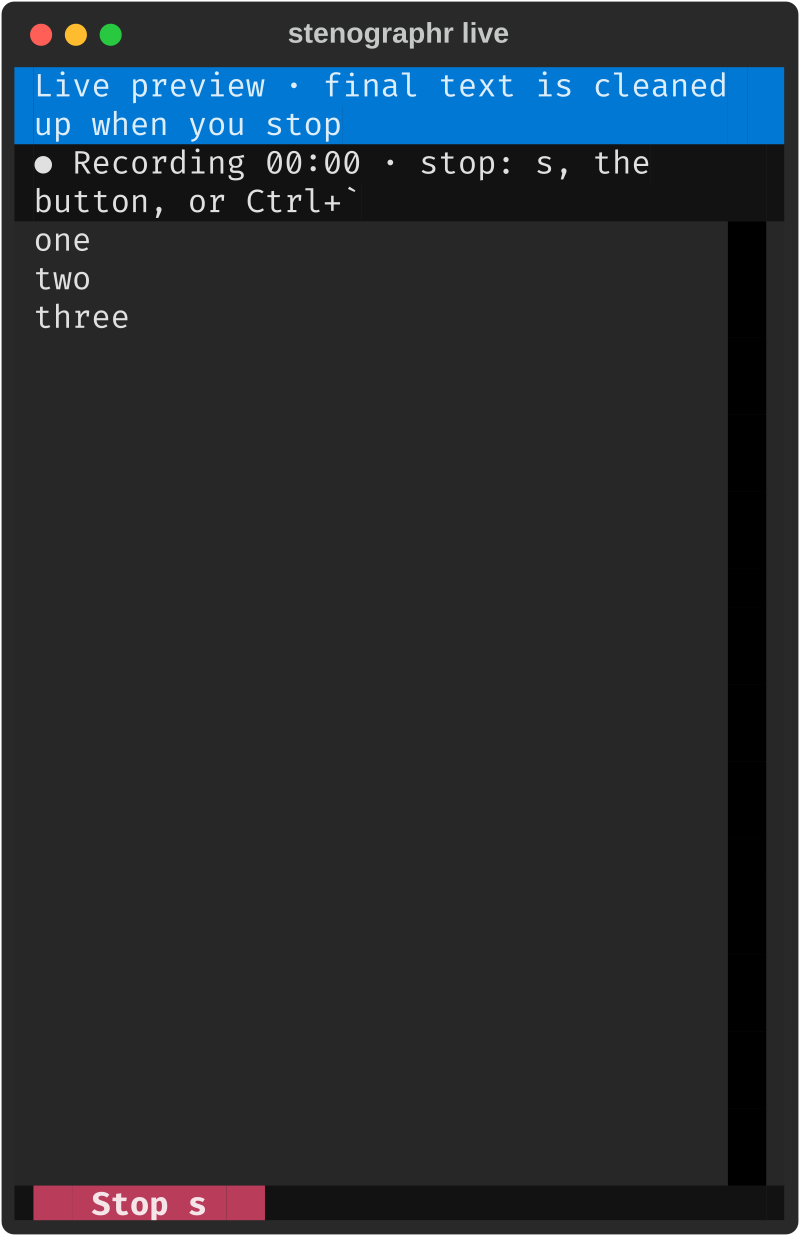 stenographr live
Live preview · final text is cleaned
up when you stop
● Recording 00:00 · stop: s, the
button, or Ctrl+`
one
two
three
Stop s